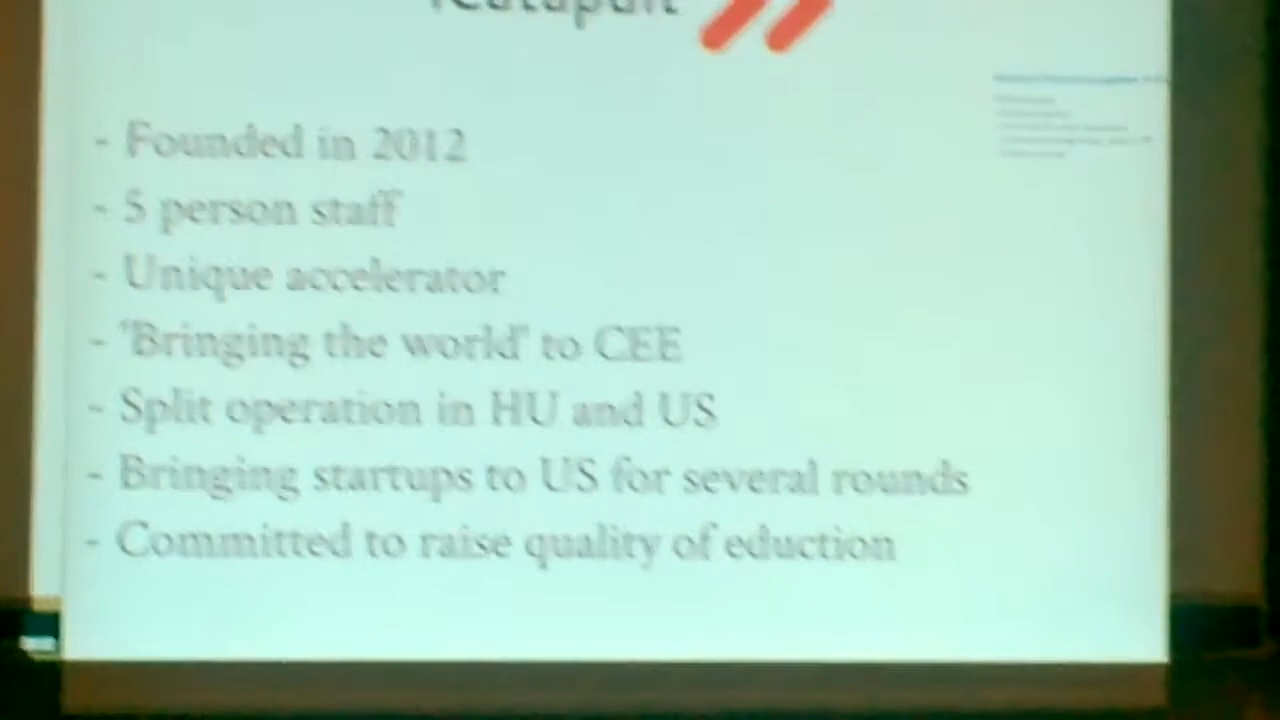 iCatapult
- Founded in 2012
- 5 person staff
- Unique accelerator
- "Bringing the world" to CEE
- Split operation in HU and US
- Bringing startups to US for several rounds
- Committed to raise quality of eduction